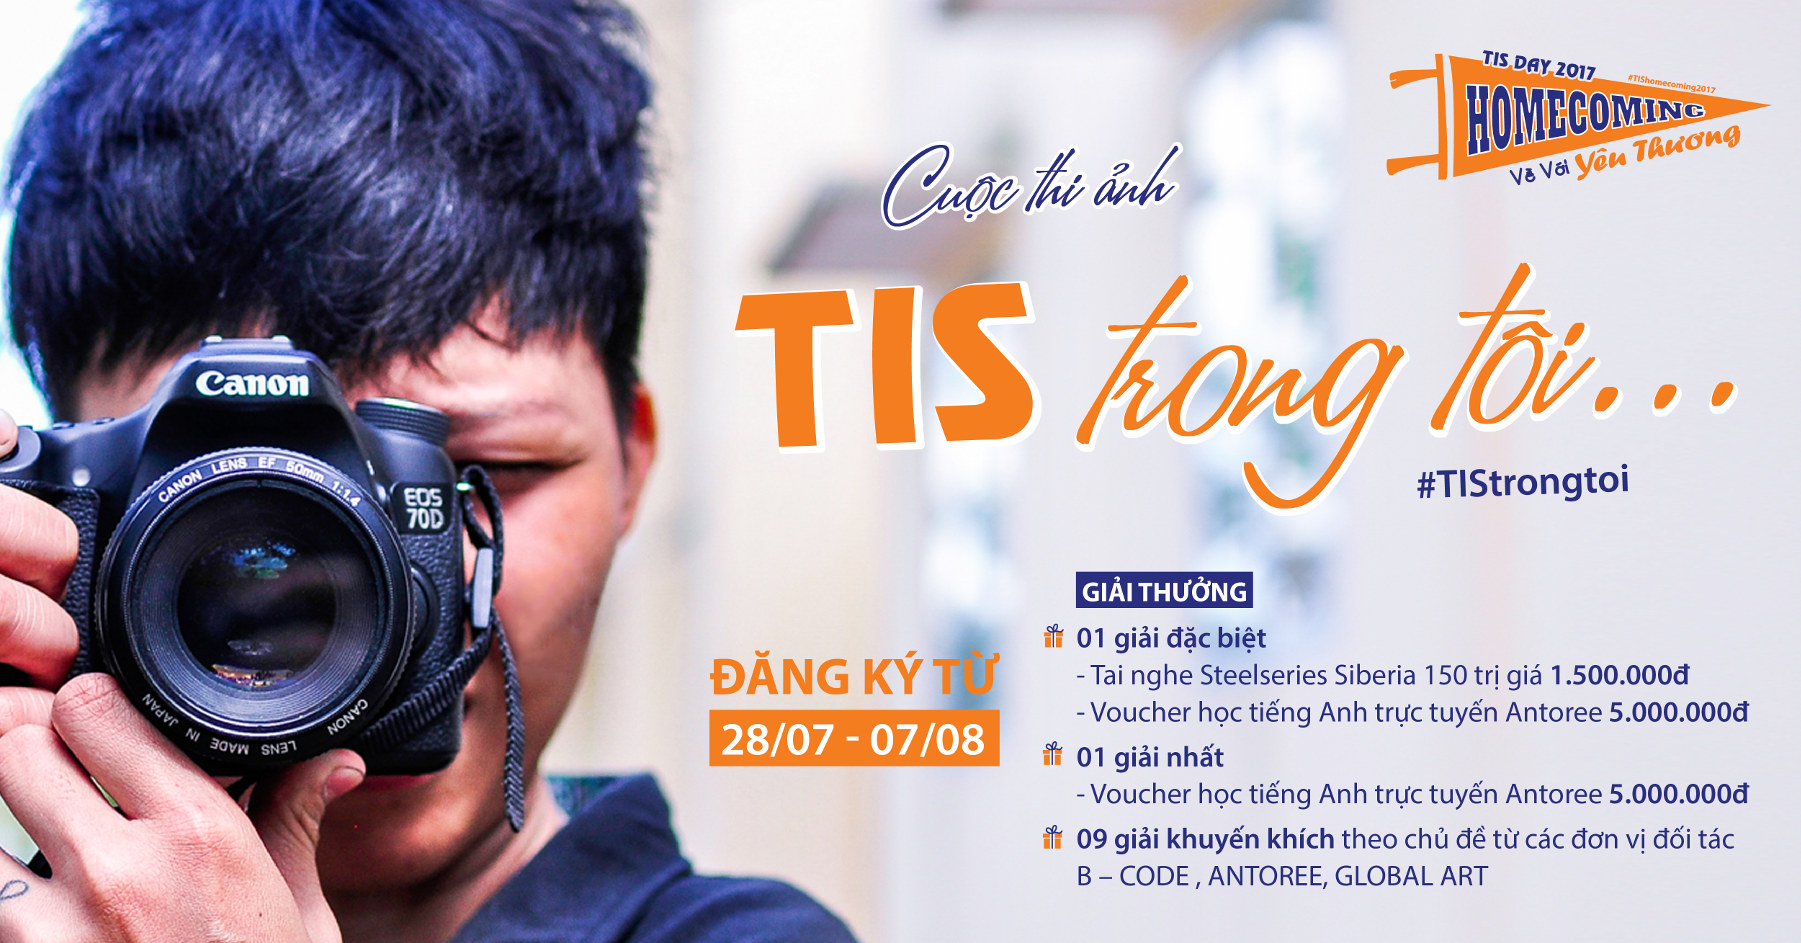 TIS DAY 2017
#TIShomecoming2017
HOMECOMING
Về Với Yêu Thương
Cuộc thi ảnh
TIS trong tôi...
#TIStrongtoi
Canon
EOS
70D
CANON LENS EF 50mm 1:1.4
CANON LENS MADE IN JAPAN
ĐĂNG KÝ TỪ
28/07 - 07/08
GIẢI THƯỞNG
01 giải đặc biệt
- Tai nghe Steelseries Siberia 150 trị giá 1.500.000đ
- Voucher học tiếng Anh trực tuyến Antoree 5.000.000đ
01 giải nhất
- Voucher học tiếng Anh trực tuyến Antoree 5.000.000đ
09 giải khuyến khích theo chủ đề từ các đơn vị đối tác
B – CODE , ANTOREE, GLOBAL ART